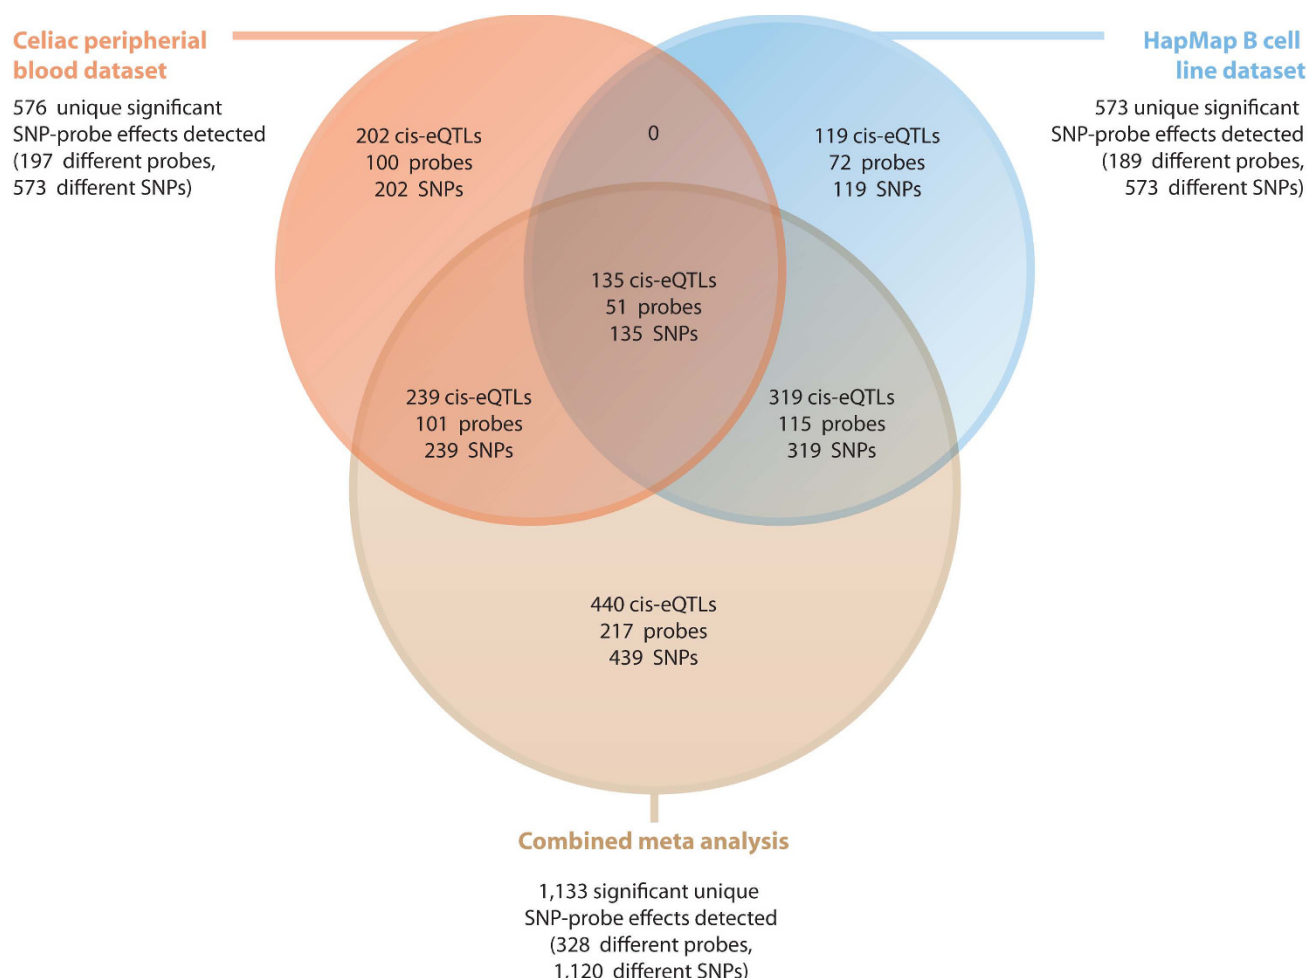 Celiac peripherial
blood dataset
576 unique significant
SNP-probe effects detected
(197 different probes,
573 different SNPs)
HapMap B cell
line dataset
573 unique significant
SNP-probe effects detected
(189 different probes,
573 different SNPs)
202 cis-eQTLs
100 probes
202 SNPs
0
119 cis-eQTLs
72 probes
119 SNPs
135 cis-eQTLs
51 probes
135 SNPs
239 cis-eQTLs
101 probes
239 SNPs
319 cis-eQTLs
115 probes
319 SNPs
440 cis-eQTLs
217 probes
439 SNPs
Combined meta analysis
1,133 significant unique
SNP-probe effects detected
(328 different probes,
1,120 different SNPs)